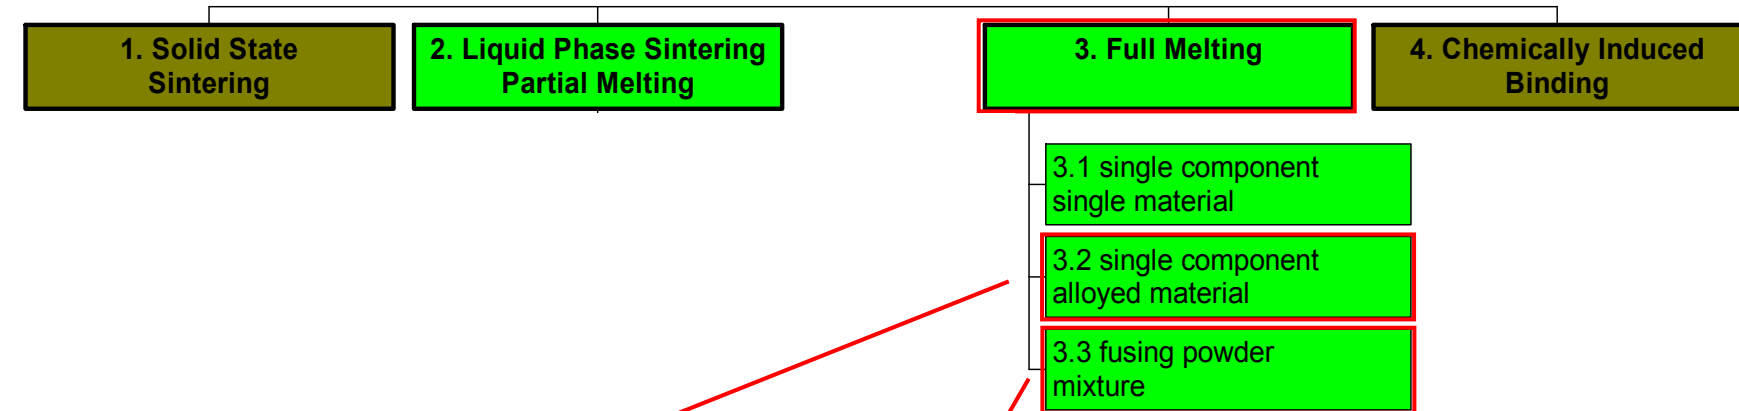 1. Solid State
Sintering
2. Liquid Phase Sintering
Partial Melting
3. Full Melting
4. Chemically Induced
Binding
3.1 single component
single material
3.2 single component
alloyed material
3.3 fusing powder
mixture